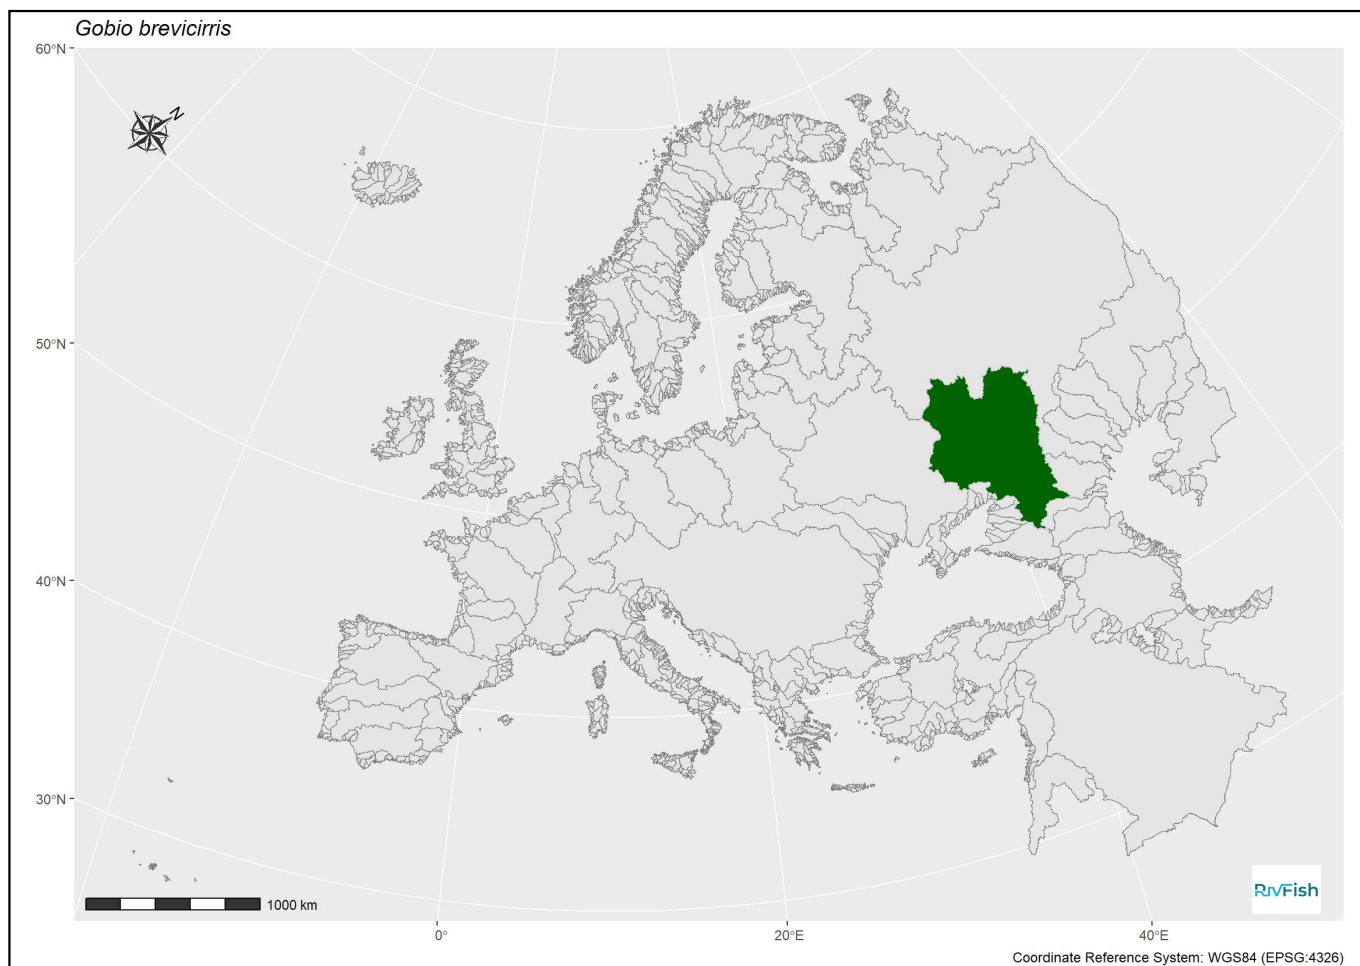 Gobio brevicirris
60°N
N
50°N
40°N
30°N
1000 km
RIVFish
0°
20°E
40°E
Coordinate Reference System: WGS84 (EPSG:4326)